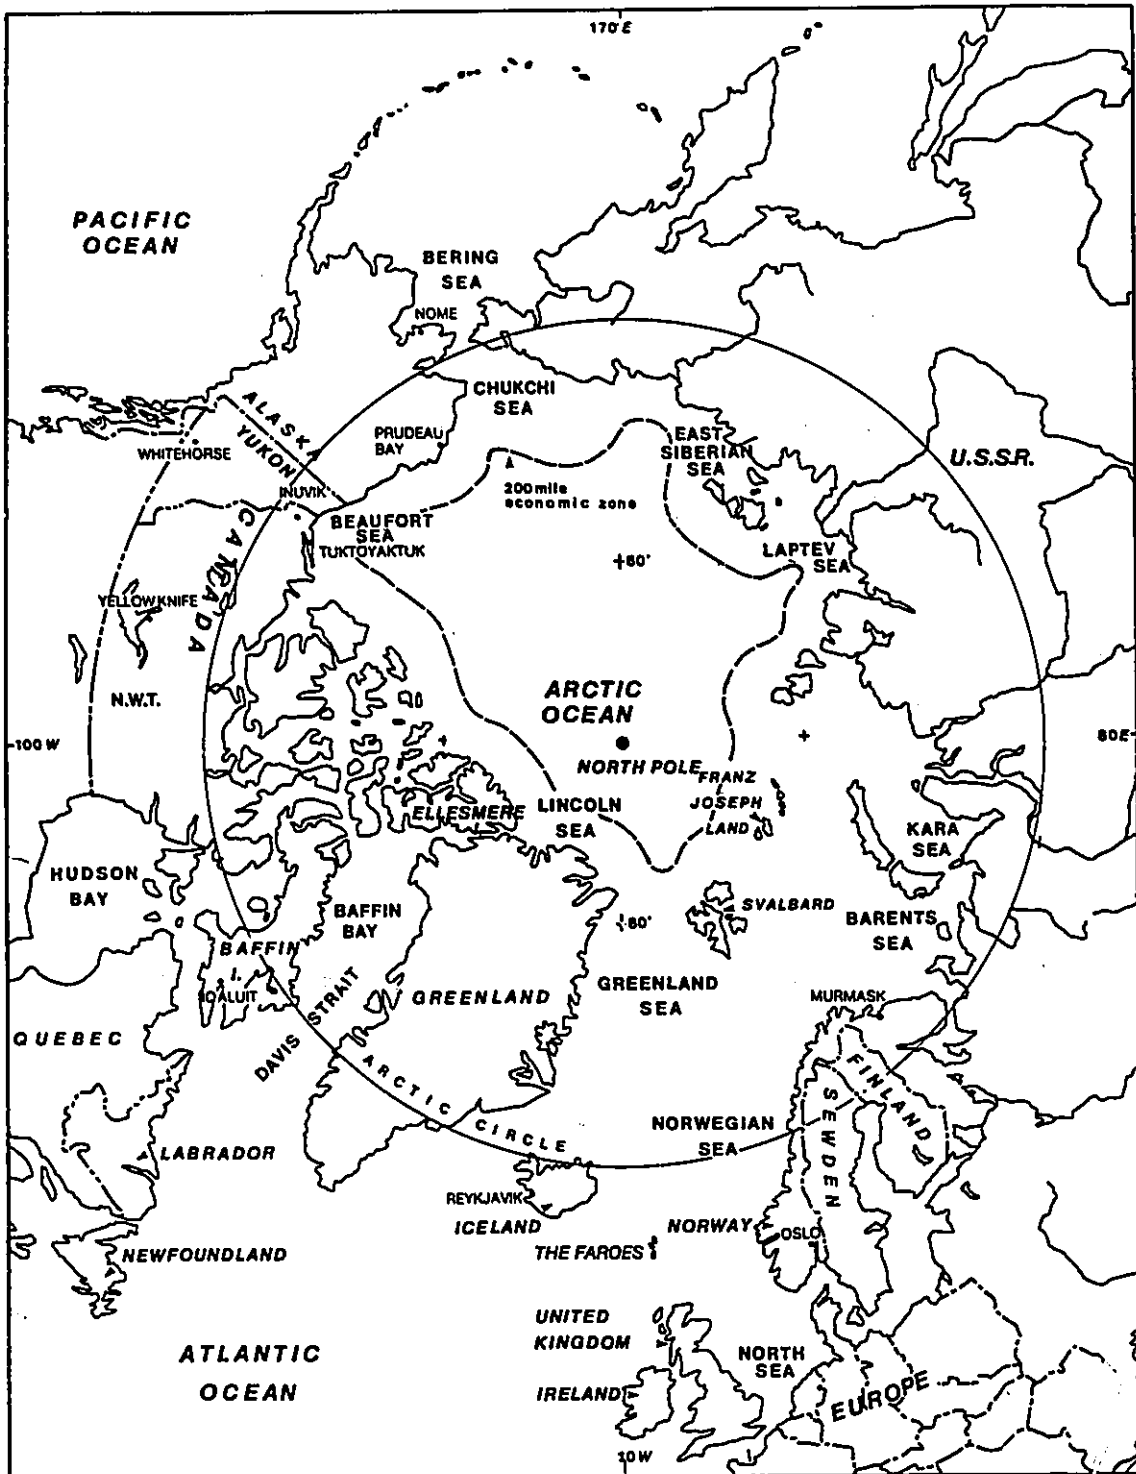 170°E
PACIFIC
OCEAN
BERING
SEA
NOME
CHUKCHI
SEA
ALASKA
YUKON
PRUDEAU
BAY
WHITEHORSE
EAST
SIBERIAN
SEA
U.S.S.R.
INUVIK
200mile
economic zone
BEAUFORT
SEA
TUKTOYAKTUK
CANADA
+80°
LAPTEV
SEA
YELLOWKNIFE
N.W.T.
ARCTIC
OCEAN
100W
80E
NORTH POLE
FRANZ
JOSEPH
LAND
ELLESMERE
LINCOLN
SEA
KARA
SEA
HUDSON
BAY
BAFFIN
BAY
+80°
SVALBARD
BARENTS
SEA
BAFFIN
I.
IQALUIT
DAVIS STRAIT
GREENLAND
GREENLAND
SEA
MURMASK
QUEBEC
ARCTIC CIRCLE
FINLAND
SEWDEN
NORWEGIAN
SEA
LABRADOR
REYKJAVIK
ICELAND
NORWAY
OSLO
NEWFOUNDLAND
THE FAROES
UNITED
KINGDOM
NORTH
SEA
ATLANTIC
OCEAN
IRELAND
EUROPE
10W